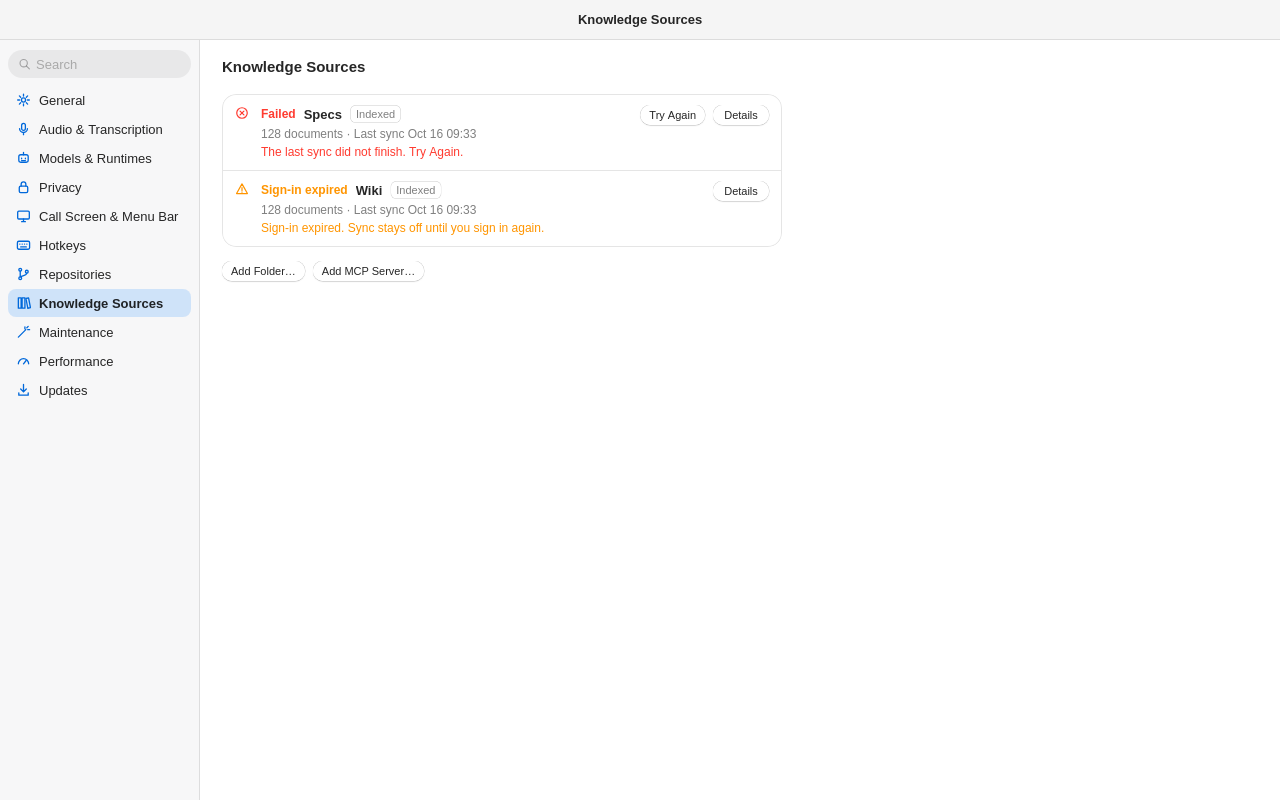 Knowledge Sources
Search
General
Audio & Transcription
Models & Runtimes
Privacy
Call Screen & Menu Bar
Hotkeys
Repositories
Knowledge Sources
Maintenance
Performance
Updates
Knowledge Sources
Failed Specs Indexed Try Again Details
128 documents · Last sync Oct 16 09:33
The last sync did not finish. Try Again.
Sign-in expired Wiki Indexed Details
128 documents · Last sync Oct 16 09:33
Sign-in expired. Sync stays off until you sign in again.
Add Folder… Add MCP Server…